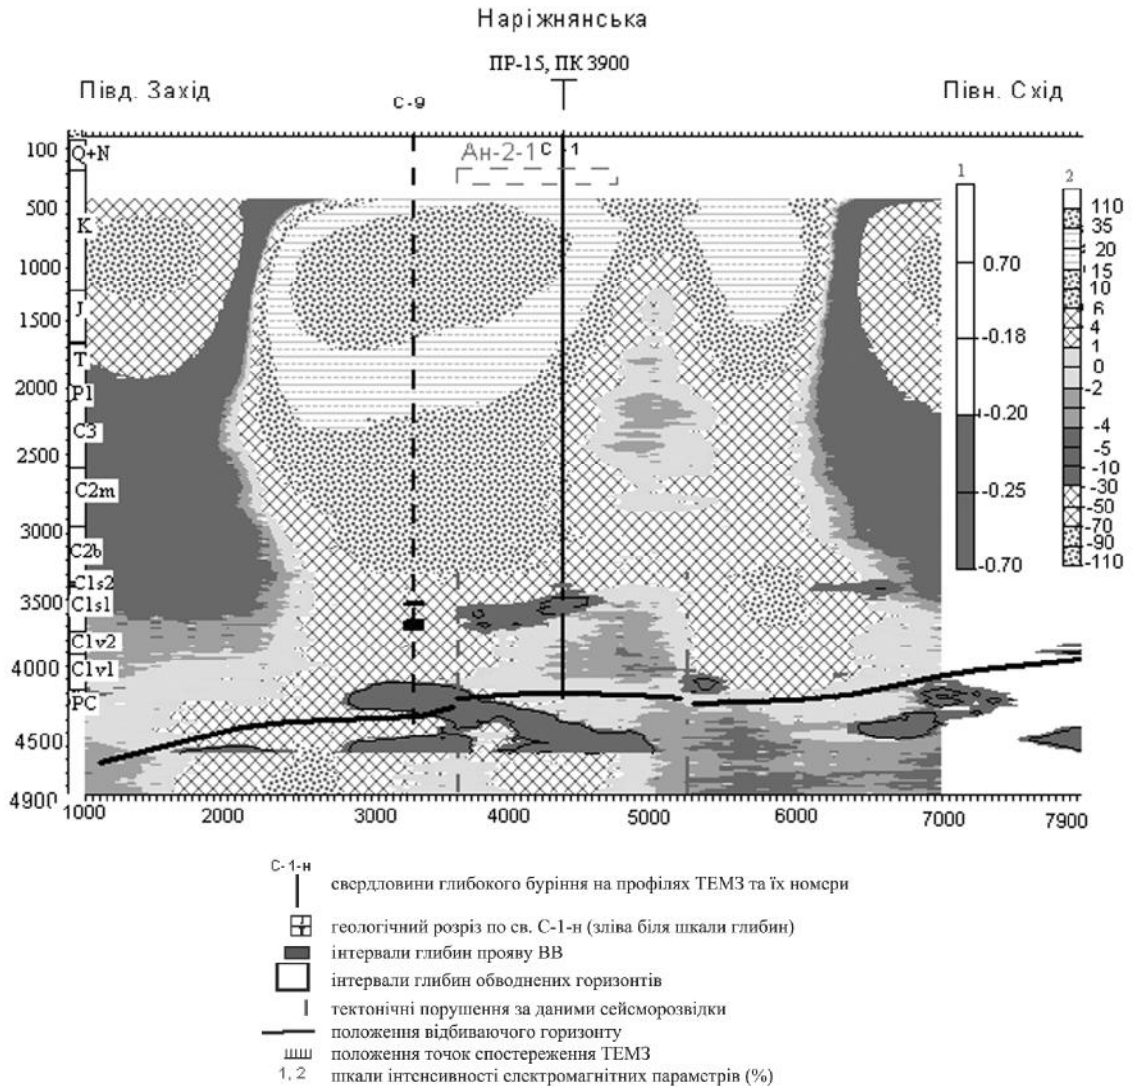 Наріжнянська
ПР-15, ПК 3900
Півд. Захід
Півн. Схід
С-9
Ан-2-1 С -1
100
500
1000
1500
2000
2500
3000
3500
4000
4500
4900
Q+N
K
J
T
P1
C3
C2m
C2b
C1s2
C1s1
C1v2
C1v1
PC
1
0.70
-0.18
-0.20
-0.25
-0.70
2
110
35
20
15
10
6
4
1
0
-2
-4
-5
-10
-30
-50
-70
-90
-110
1000
2000
3000
4000
5000
6000
7000
7900
С-1-н
свердловини глибокого буріння на профілях ТЕМЗ та їх номери
геологічний розріз по св. С-1-н (зліва біля шкали глибин)
інтервали глибин прояву ВВ
інтервали глибин обводнених горизонтів
тектонічні порушення за даними сейсморозвідки
положення відбиваючого горизонту
положення точок спостереження ТЕМЗ
1, 2 шкали інтенсивності електромагнітних параметрів (%)